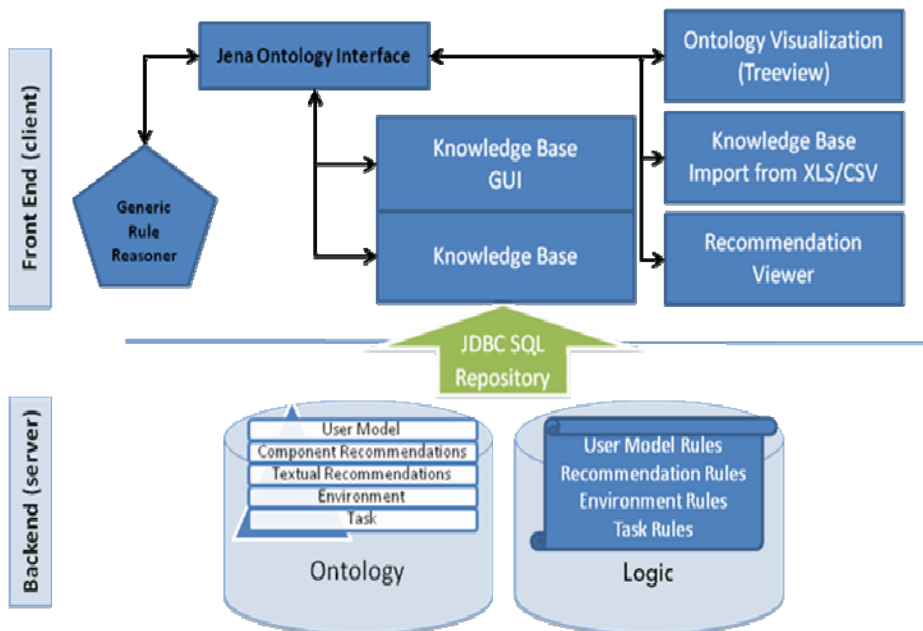 Front End (client)
Jena Ontology Interface
Ontology Visualization
(Treeview)
Generic
Rule
Reasoner
Knowledge Base
GUI
Knowledge Base
Import from XLS/CSV
Knowledge Base
Recommendation
Viewer
JDBC SQL
Repository
Backend (server)
User Model
Component Recommendations
Textual Recommendations
Environment
Task
Ontology
User Model Rules
Recommendation Rules
Environment Rules
Task Rules
Logic